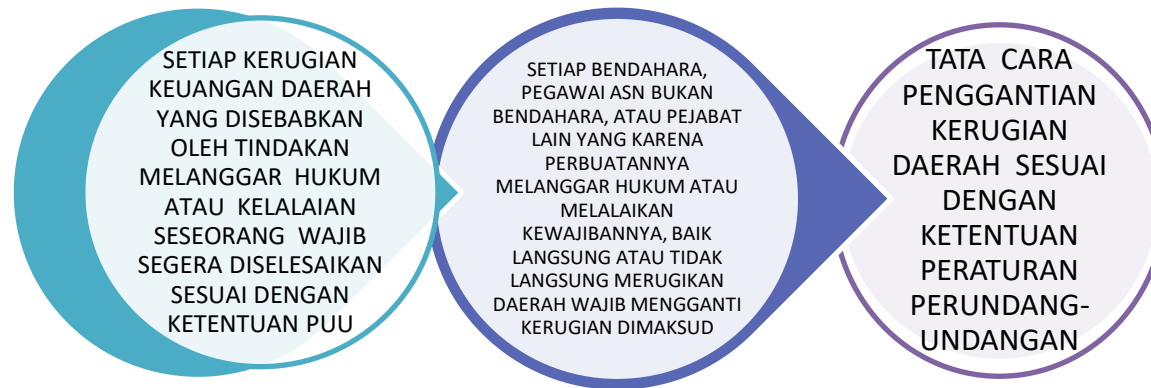 SETIAP KERUGIAN
KEUANGAN DAERAH
YANG DISEBABKAN
OLEH TINDAKAN
MELANGGAR HUKUM
ATAU KELALAIAN
SESEORANG WAJIB
SEGERA DISELESAIKAN
SESUAI DENGAN
KETENTUAN PUU
SETIAP BENDAHARA,
PEGAWAI ASN BUKAN
BENDAHARA, ATAU PEJABAT
LAIN YANG KARENA
PERBUATANNYA
MELANGGAR HUKUM ATAU
MELALAIKAN
KEWAJIBANNYA, BAIK
LANGSUNG ATAU TIDAK
LANGSUNG MERUGIKAN
DAERAH WAJIB MENGGANTI
KERUGIAN DIMAKSUD
TATA CARA
PENGGANTIAN
KERUGIAN
DAERAH SESUAI
DENGAN
KETENTUAN
PERATURAN
PERUNDANG-
UNDANGAN